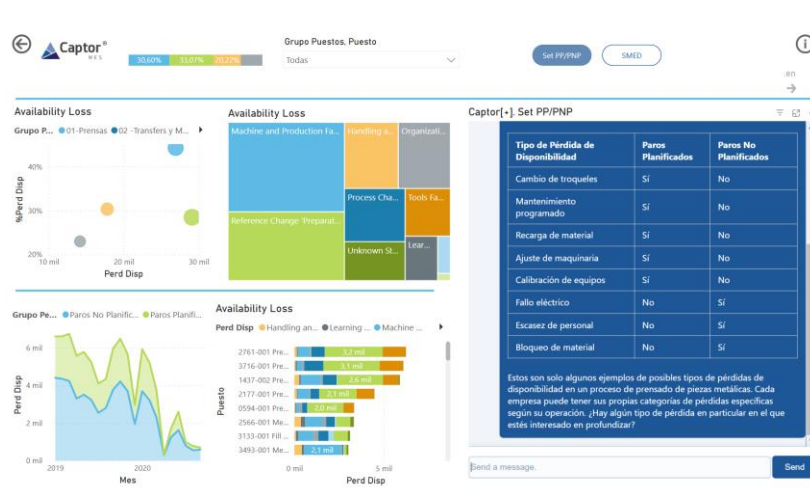 Captor®
MES
30,60% 33,07% 20,22%
Grupo Puestos, Puesto
Todas
Set PP/PNP
SMED
.en
Availability Loss
Grupo P... 01-Prensas 02 -Transfers y M...
%Perd Disp
40%
30%
20%
10 mil 20 mil 30 mil
Perd Disp
Availability Loss
Machine and Production Fa...
Handling a...
Organizati...
Process Cha...
Tools Fa...
Reference Change 'Preparat...
Unknown St...
Lear...
Grupo Pe... Paros No Planific... Paros Planifi...
Perd Disp
6 mil
4 mil
2 mil
0 mil
2019 2020
Mes
Availability Loss
Perd Disp Handling an... Learning ... Machine ...
Puesto
2761-001 Pre... 3,2 mil
3716-001 Pre... 3,1 mil
1437-002 Pre... 2,6 mil
2177-001 Pre... 2,1 mil
0594-001 Pre... 2,0 mil
2566-001 Me...
3133-001 Fill ...
3493-001 Me... 2,1 mil
0 mil 5 mil
Perd Disp
Captor[+]. Set PP/PNP
Tipo de Pérdida de Disponibilidad Paros Planificados Paros No Planificados
Cambio de troqueles Sí No
Mantenimiento programado Sí No
Recarga de material Sí No
Ajuste de maquinaria Sí No
Calibración de equipos Sí No
Fallo eléctrico No Sí
Escasez de personal No Sí
Bloqueo de material No Sí
Estos son solo algunos ejemplos de posibles tipos de pérdidas de
disponibilidad en un proceso de prensado de piezas metálicas. Cada
empresa puede tener sus propias categorías de pérdidas específicas
según su operación. ¿Hay algún tipo de pérdida en particular en el que
estés interesado en profundizar?
Send a message.
Send